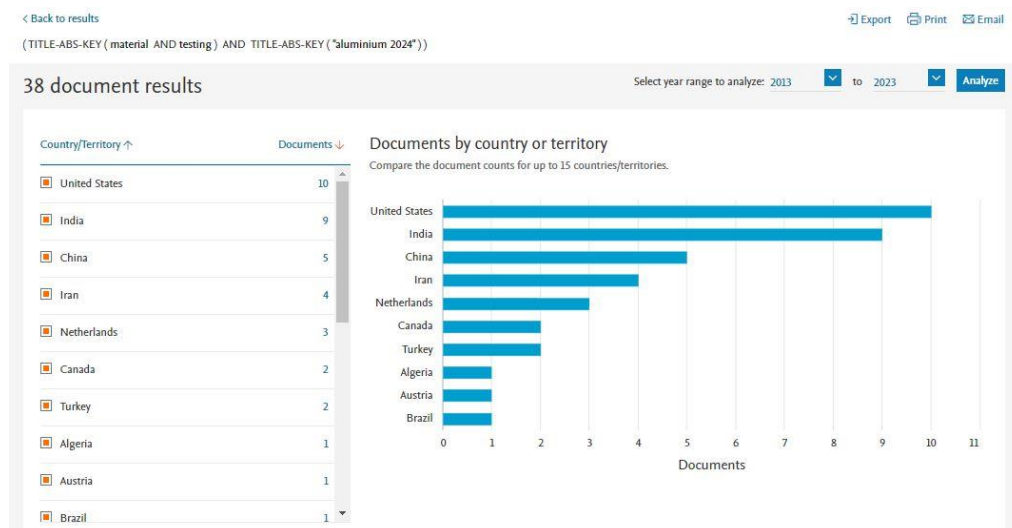 Back to results
Export Print Email
(TITLE-ABS-KEY ( material AND testing ) AND TITLE-ABS-KEY ( "aluminium 2024" ) )
38 document results
Select year range to analyze: 2013 to 2023 Analyze
Country/Territory Documents
United States 10
India 9
China 5
Iran 4
Netherlands 3
Canada 2
Turkey 2
Algeria 1
Austria 1
Brazil 1
Documents by country or territory
Compare the document counts for up to 15 countries/territories.
United States
India
China
Iran
Netherlands
Canada
Turkey
Algeria
Austria
Brazil
0 1 2 3 4 5 6 7 8 9 10 11
Documents